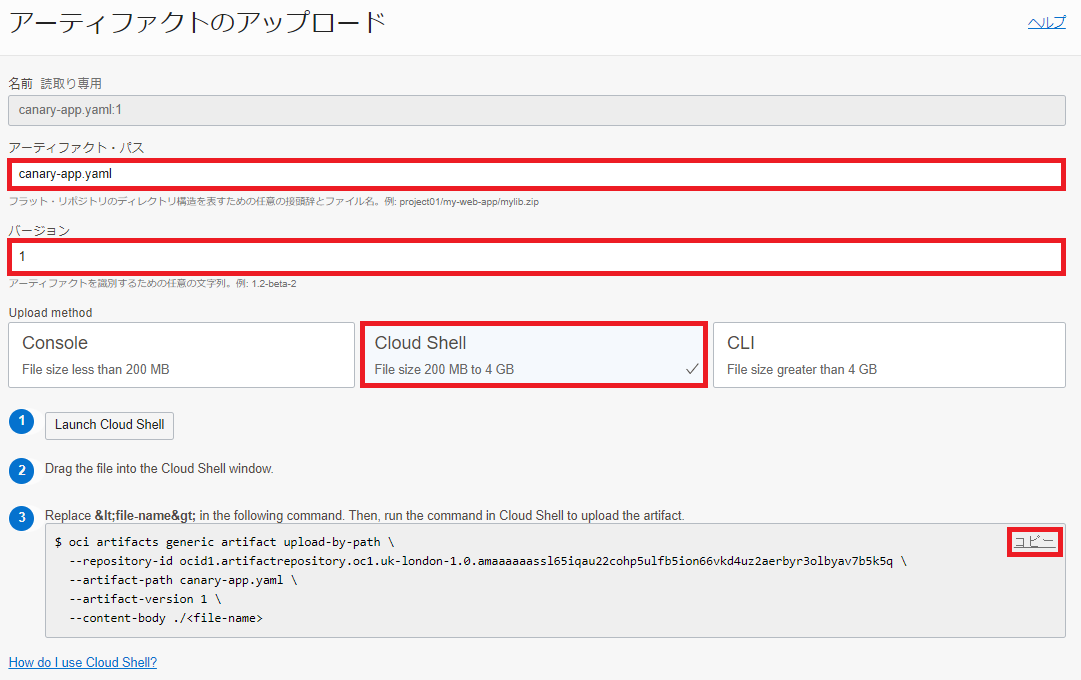 アーティファクトのアップロード
ヘルプ
名前 読取り専用
canary-app.yaml:1
アーティファクト・パス
canary-app.yaml
フラット・リポジトリのディレクトリ構造を表すための任意の接頭辞とファイル名。例: project01/my-web-app/mylib.zip
バージョン
1
アーティファクトを識別するための任意の文字列。例: 1.2-beta-2
Upload method
Console
File size less than 200 MB
Cloud Shell
File size 200 MB to 4 GB
CLI
File size greater than 4 GB
1
Launch Cloud Shell
2
Drag the file into the Cloud Shell window.
3
Replace &lt;file-name&gt; in the following command. Then, run the command in Cloud Shell to upload the artifact.
コピー
$ oci artifacts generic artifact upload-by-path \
--repository-id ocid1.artifactrepository.oc1.uk-london-1.0.amaaaaaassl65iqau22cohp5ulfb5ion66vkd4uz2aerbyr3olbyav7b5k5q \
--artifact-path canary-app.yaml \
--artifact-version 1 \
--content-body ./<file-name>
How do I use Cloud Shell?